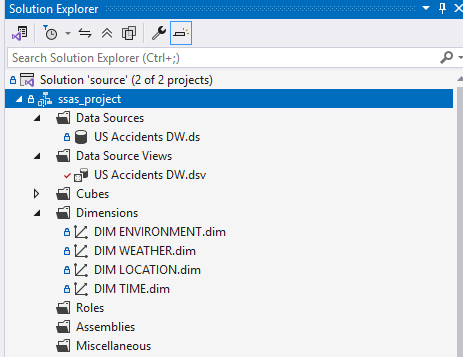 Solution Explorer
Search Solution Explorer (Ctrl+;)
Solution 'source' (2 of 2 projects)
ssas_project
Data Sources
US Accidents DW.ds
Data Source Views
US Accidents DW.dsv
Cubes
Dimensions
DIM ENVIRONMENT.dim
DIM WEATHER.dim
DIM LOCATION.dim
DIM TIME.dim
Roles
Assemblies
Miscellaneous